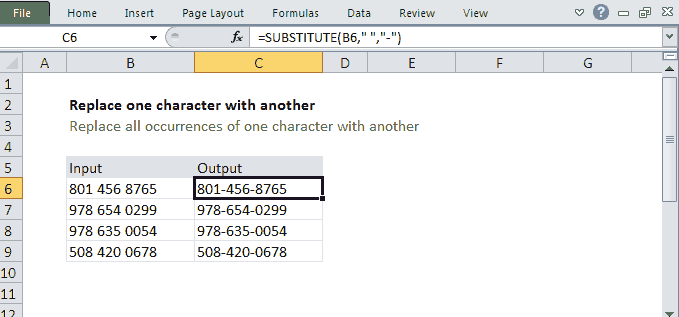 File Home Insert Page Layout Formulas Data Review View ?
C6 fx =SUBSTITUTE(B6," ","-")
A B C D E F G
1
2 Replace one character with another
3 Replace all occurrences of one character with another
4
5 Input Output
6 801 456 8765 801-456-8765
7 978 654 0299 978-654-0299
8 978 635 0054 978-635-0054
9 508 420 0678 508-420-0678
10
11
12